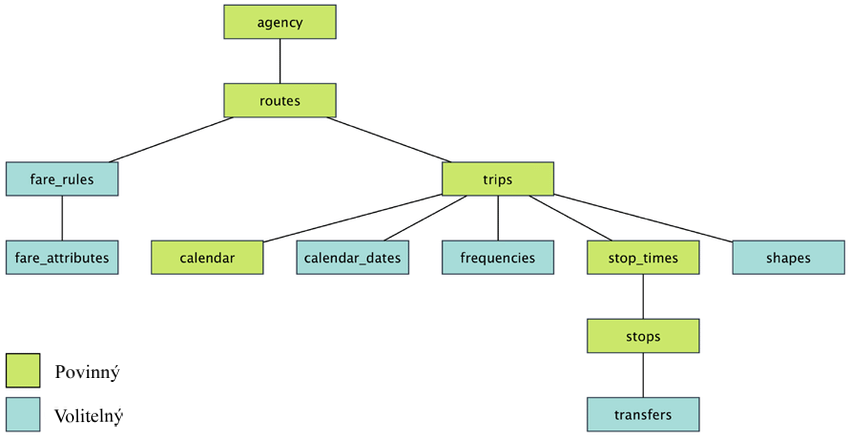 agency
routes
fare_rules
trips
fare_attributes
calendar
calendar_dates
frequencies
stop_times
shapes
stops
transfers
Povinný
Volitelný